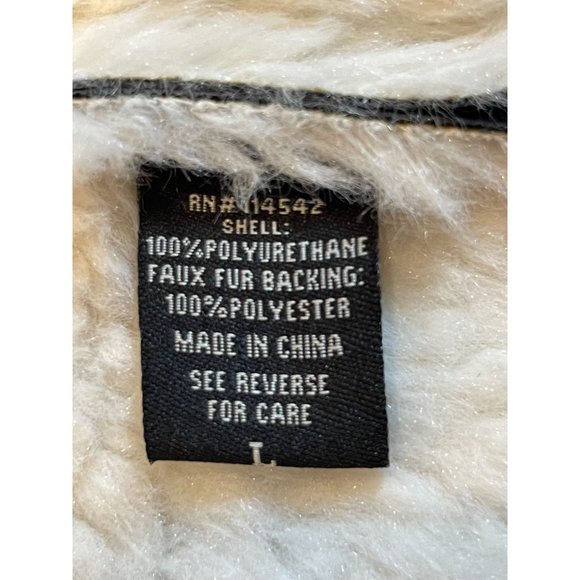 RN# 114542
SHELL:
100%POLYURETHANE
FAUX FUR BACKING:
100%POLYESTER
MADE IN CHINA
SEE REVERSE
FOR CARE
L